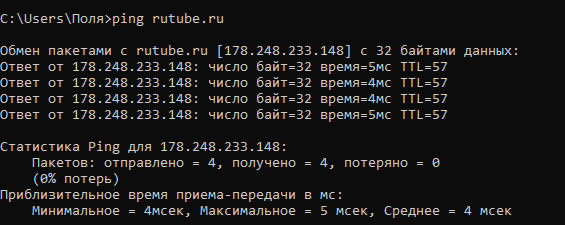 C:\Users\Поля>ping rutube.ru
Обмен пакетами с rutube.ru [178.248.233.148] с 32 байтами данных:
Ответ от 178.248.233.148: число байт=32 время=5мс TTL=57
Ответ от 178.248.233.148: число байт=32 время=4мс TTL=57
Ответ от 178.248.233.148: число байт=32 время=4мс TTL=57
Ответ от 178.248.233.148: число байт=32 время=5мс TTL=57
Статистика Ping для 178.248.233.148:
Пакетов: отправлено = 4, получено = 4, потеряно = 0
(0% потерь)
Приблизительное время приема-передачи в мс:
Минимальное = 4мсек, Максимальное = 5 мсек, Среднее = 4 мсек